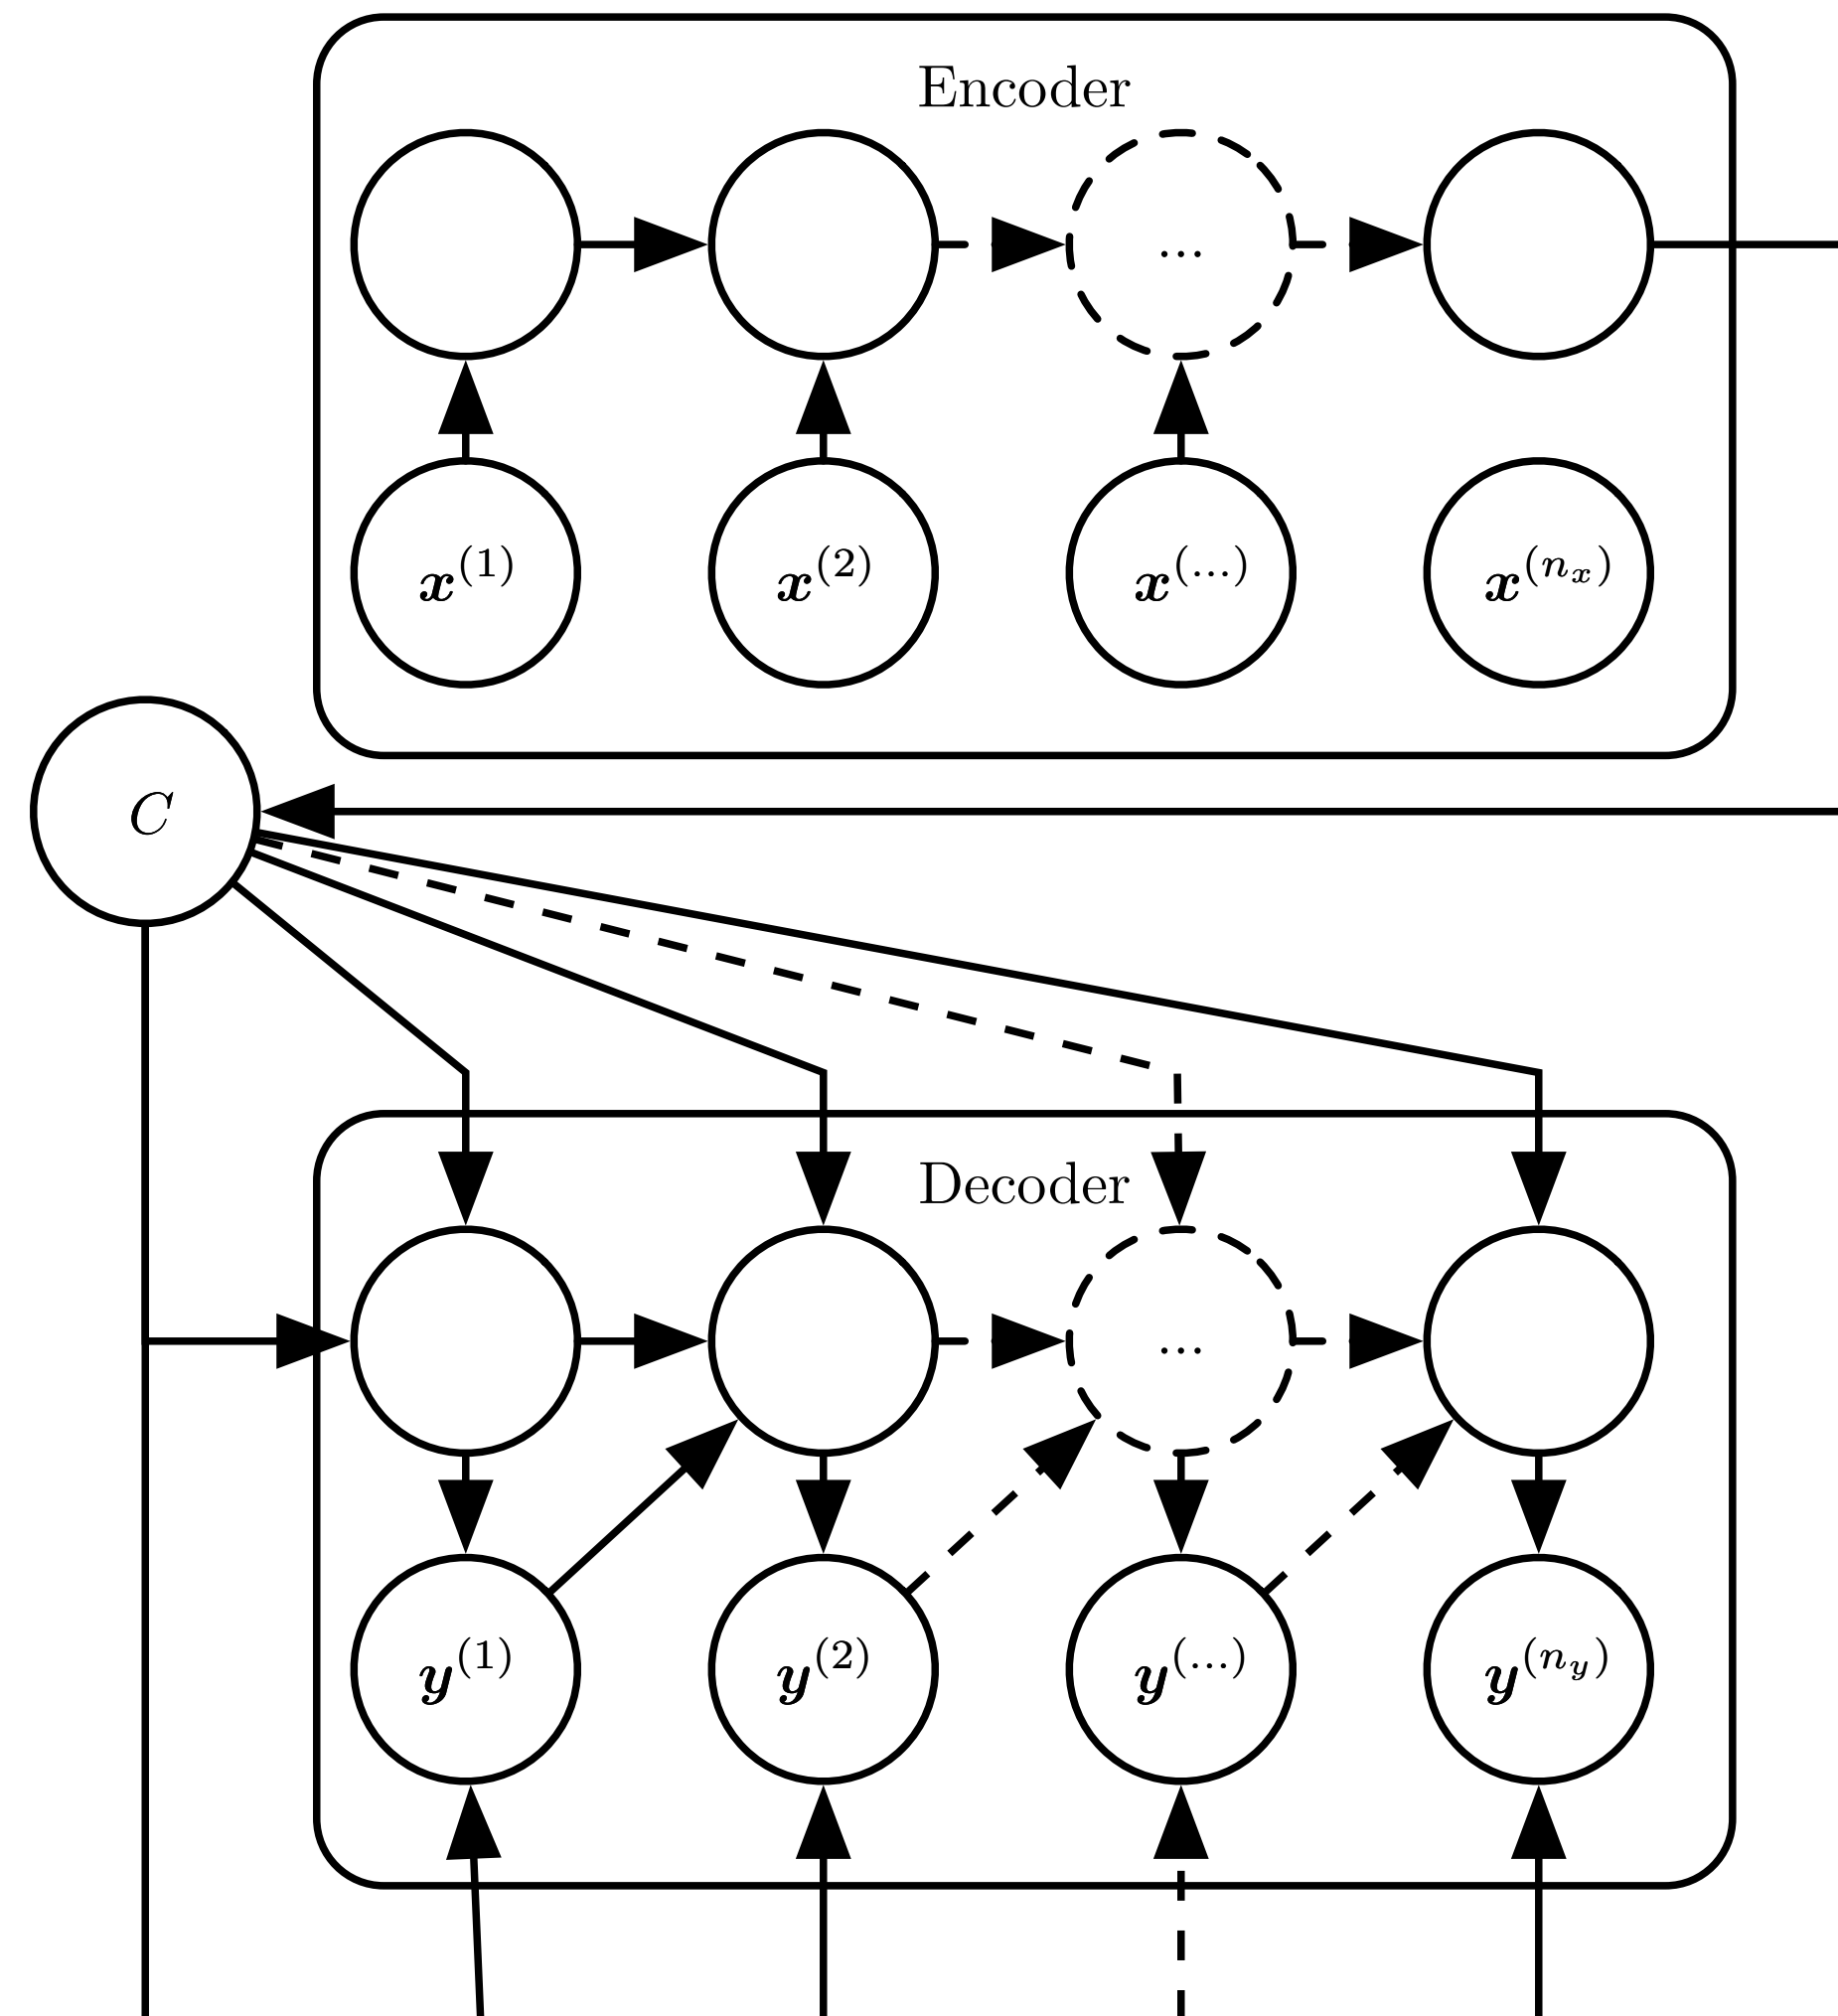 Encoder
...
x^(1) x^(2) x^(...) x^(n_x)
C
Decoder
...
y^(1) y^(2) y^(...) y^(n_y)